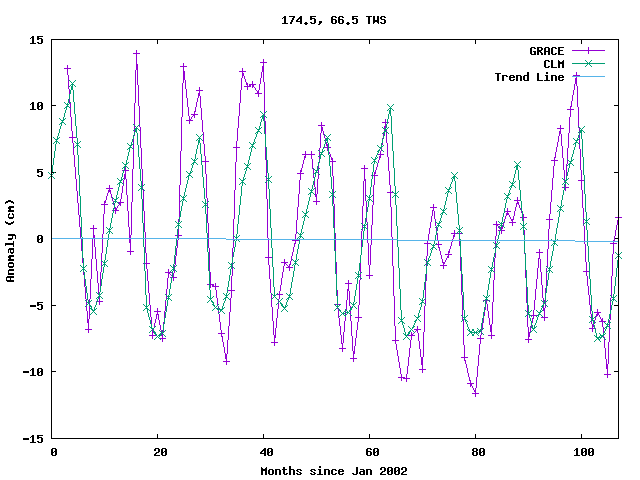 174.5, 66.5 TWS
GRACE
CLM
Trend Line
15
10
5
0
-5
-10
-15
Anomaly (cm)
0 20 40 60 80 100
Months since Jan 2002